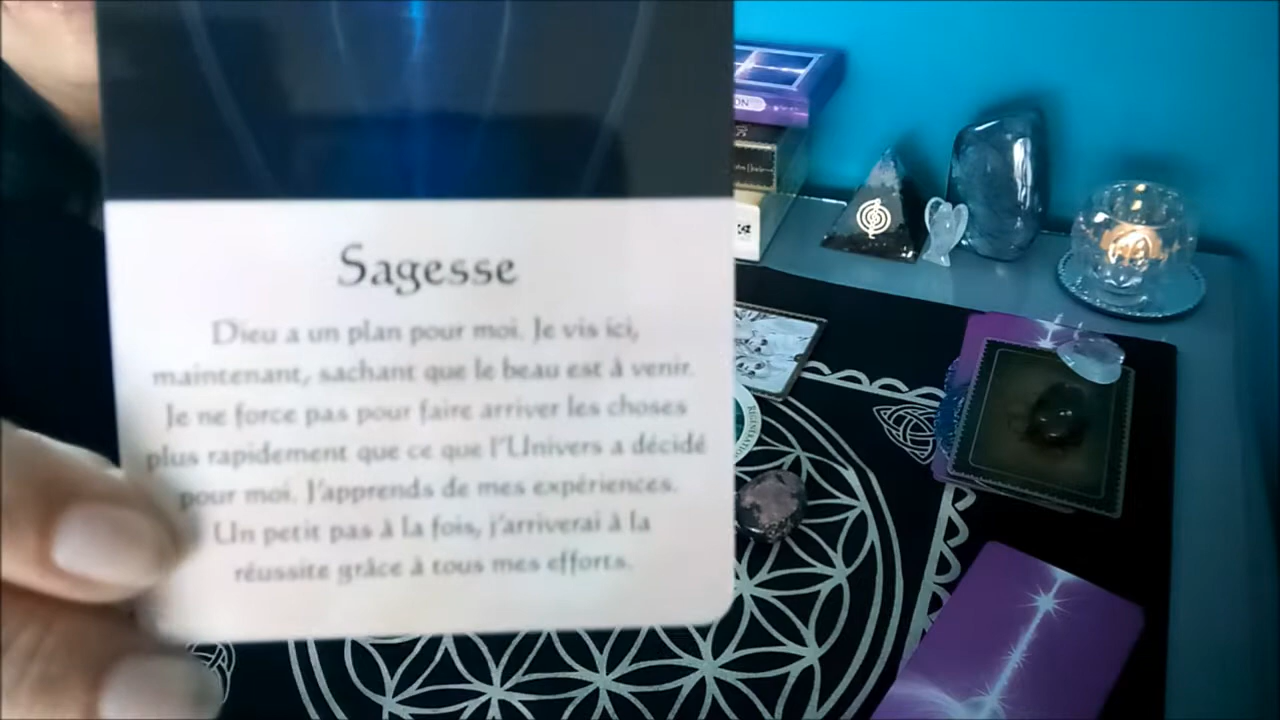 Sagesse
Dieu a un plan pour moi. Je vis ici,
maintenant, sachant que le beau est à venir.
Je ne force pas pour faire arriver les choses
plus rapidement que ce que l'Univers a décidé
pour moi. J'apprends de mes expériences.
Un petit pas à la fois, j'arriverai à la
réussite grâce à tous mes efforts.
ON